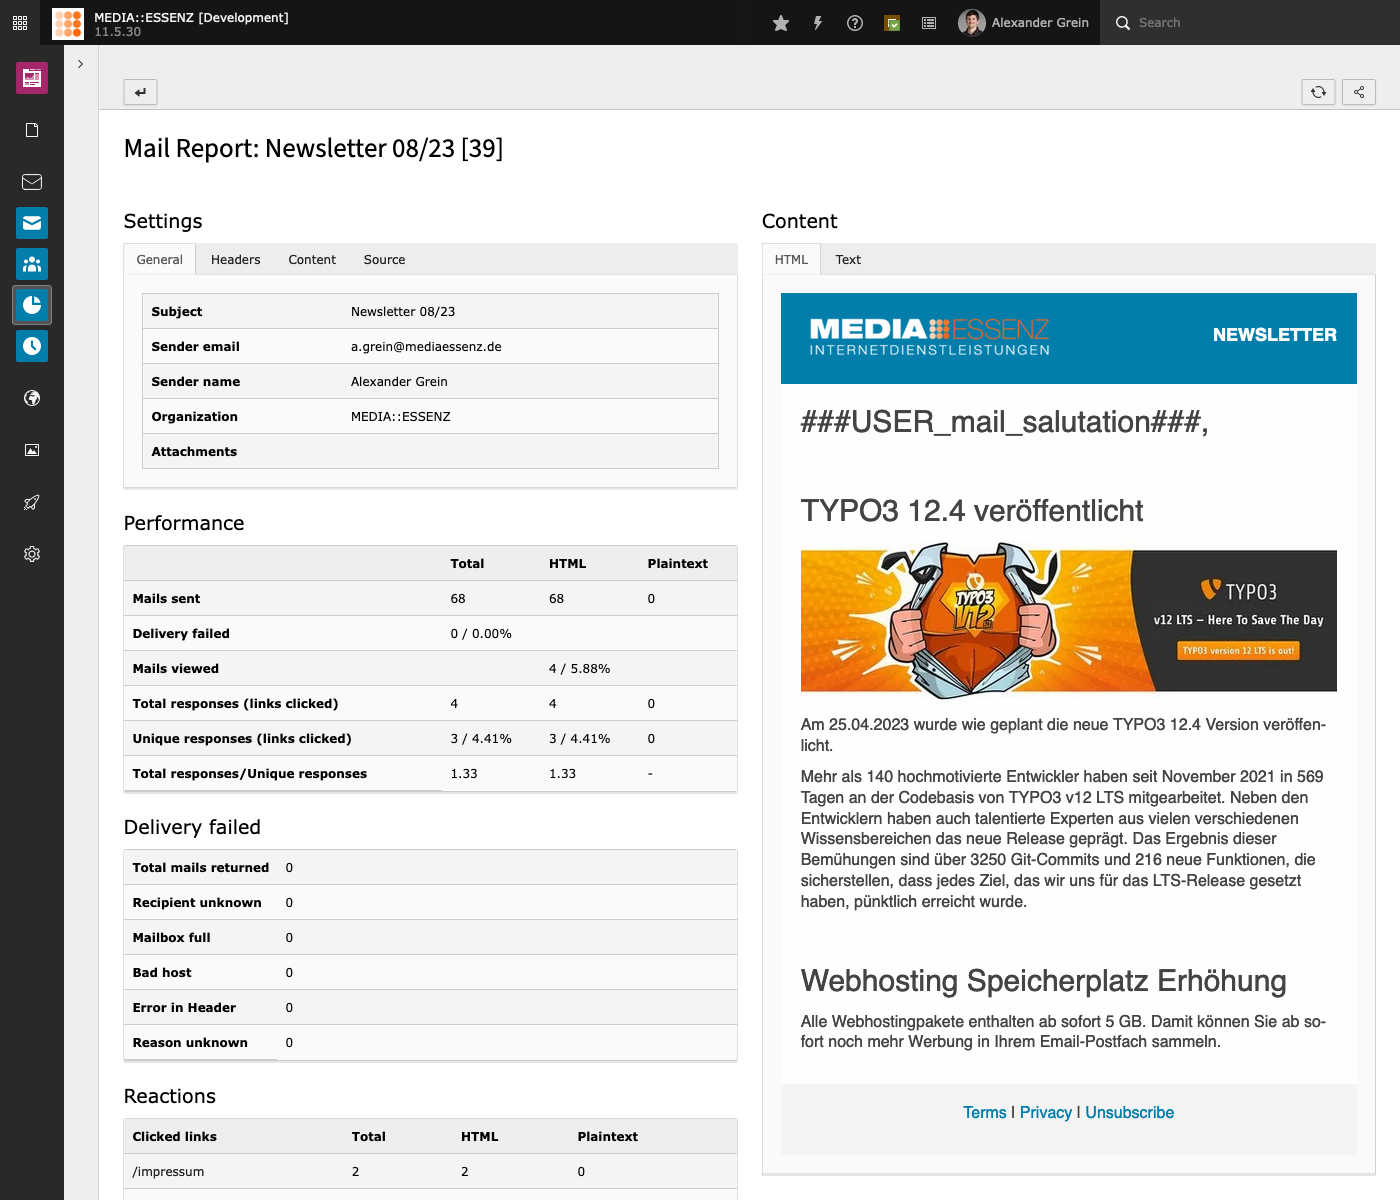 MEDIA::ESSENZ [Development]
11.5.30
Alexander Grein
Search
Mail Report: Newsletter 08/23 [39]
Settings
General Headers Content Source
Subject Newsletter 08/23
Sender email a.grein@mediaessenz.de
Sender name Alexander Grein
Organization MEDIA::ESSENZ
Attachments
Performance
Total HTML Plaintext
Mails sent 68 68 0
Delivery failed 0 / 0.00%
Mails viewed 4 / 5.88%
Total responses (links clicked) 4 4 0
Unique responses (links clicked) 3 / 4.41% 3 / 4.41% 0
Total responses/Unique responses 1.33 1.33 -
Delivery failed
Total mails returned 0
Recipient unknown 0
Mailbox full 0
Bad host 0
Error in Header 0
Reason unknown 0
Reactions
Clicked links Total HTML Plaintext
/impressum 2 2 0
Content
HTML Text
MEDIA ESSENZ
INTERNETDIENSTLEISTUNGEN
NEWSLETTER
###USER_mail_salutation###,
TYPO3 12.4 veröffentlicht
TYPO3
V12
TYPO3
v12 LTS – Here To Save The Day
TYPO3 version 12 LTS is out!
Am 25.04.2023 wurde wie geplant die neue TYPO3 12.4 Version veröffen-
licht.
Mehr als 140 hochmotivierte Entwickler haben seit November 2021 in 569
Tagen an der Codebasis von TYPO3 v12 LTS mitgearbeitet. Neben den
Entwicklern haben auch talentierte Experten aus vielen verschiedenen
Wissensbereichen das neue Release geprägt. Das Ergebnis dieser
Bemühungen sind über 3250 Git-Commits und 216 neue Funktionen, die
sicherstellen, dass jedes Ziel, das wir uns für das LTS-Release gesetzt
haben, pünktlich erreicht wurde.
Webhosting Speicherplatz Erhöhung
Alle Webhostingpakete enthalten ab sofort 5 GB. Damit können Sie ab so-
fort noch mehr Werbung in Ihrem Email-Postfach sammeln.
Terms | Privacy | Unsubscribe